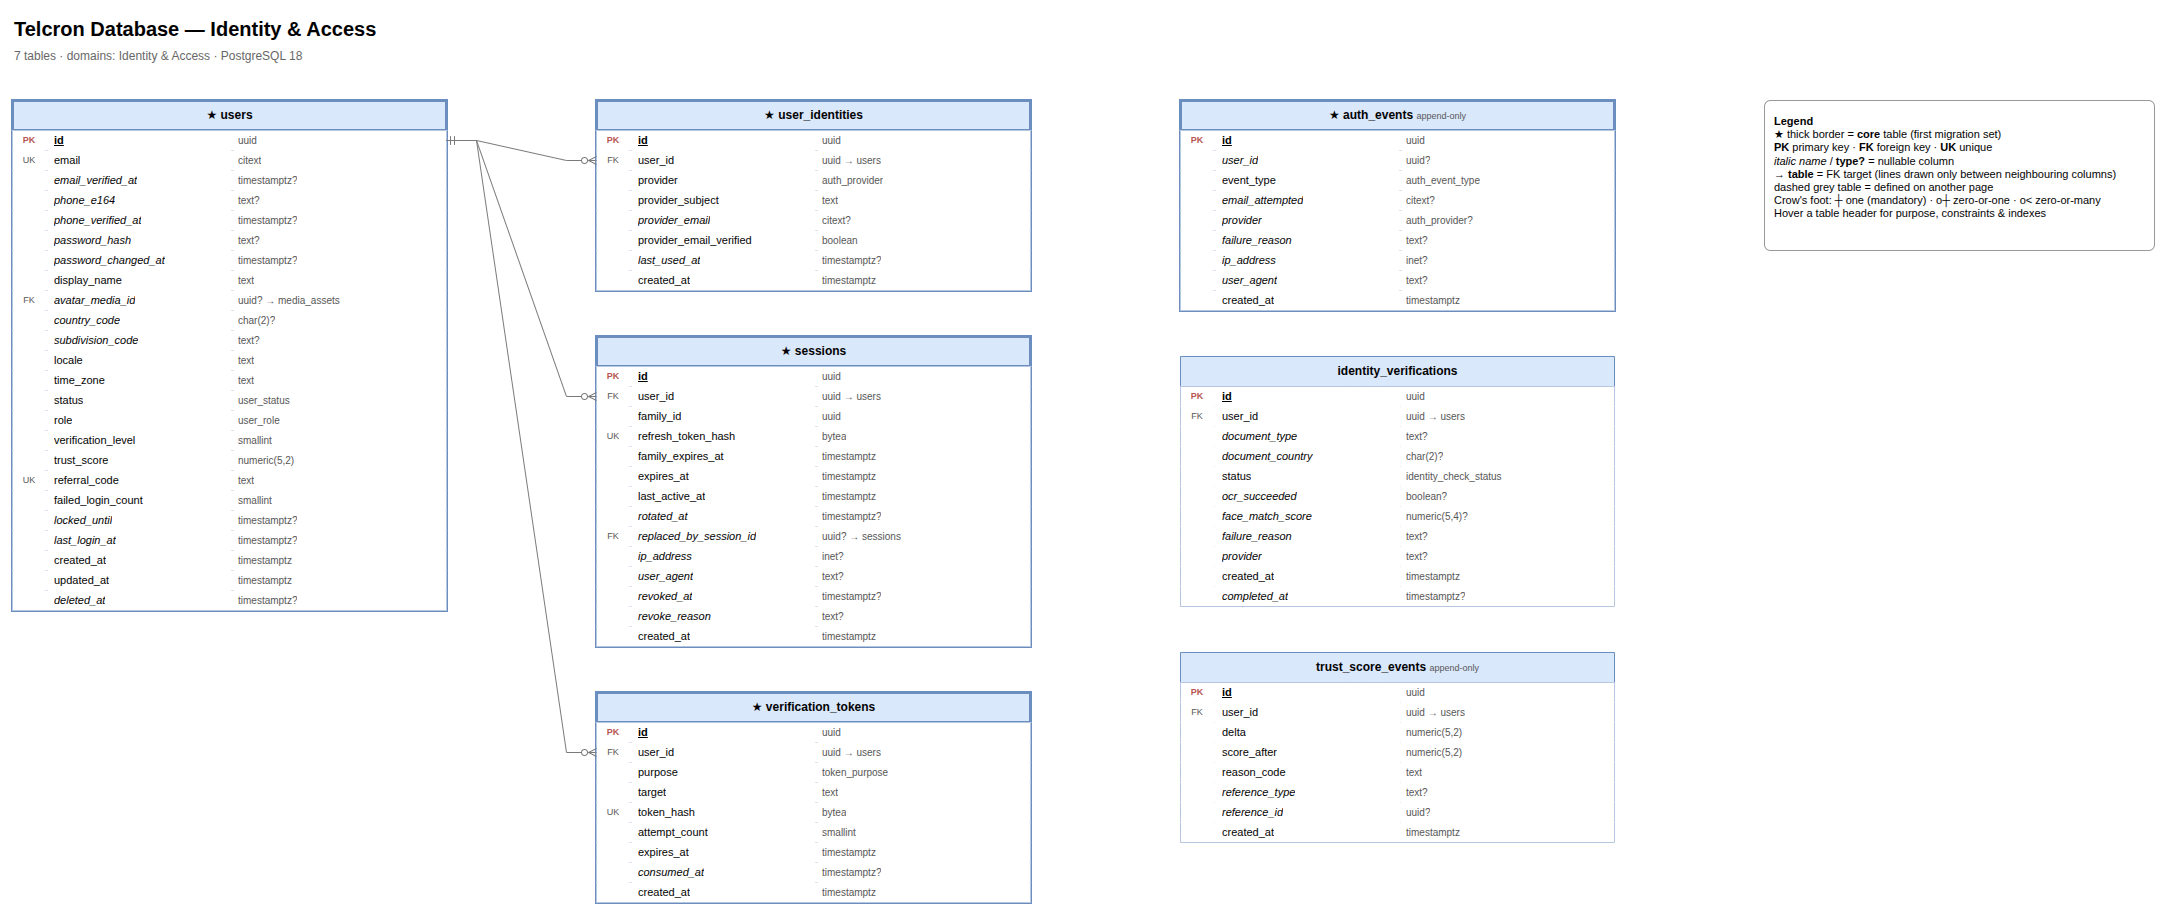 Telcron Database — Identity & Access
7 tables · domains: Identity & Access · PostgreSQL 18
★ users
PK id uuid
UK email citext
email_verified_at timestamptz?
phone_e164 text?
phone_verified_at timestamptz?
password_hash text?
password_changed_at timestamptz?
display_name text
FK avatar_media_id uuid? → media_assets
country_code char(2)?
subdivision_code text?
locale text
time_zone text
status user_status
role user_role
verification_level smallint
trust_score numeric(5,2)
UK referral_code text
failed_login_count smallint
locked_until timestamptz?
last_login_at timestamptz?
created_at timestamptz
updated_at timestamptz
deleted_at timestamptz?
★ user_identities
PK id uuid
FK user_id uuid → users
provider auth_provider
provider_subject text
provider_email citext?
provider_email_verified boolean
last_used_at timestamptz?
created_at timestamptz
★ sessions
PK id uuid
FK user_id uuid → users
family_id uuid
UK refresh_token_hash bytea
family_expires_at timestamptz
expires_at timestamptz
last_active_at timestamptz
rotated_at timestamptz?
FK replaced_by_session_id uuid? → sessions
ip_address inet?
user_agent text?
revoked_at timestamptz?
revoke_reason text?
created_at timestamptz
★ verification_tokens
PK id uuid
FK user_id uuid → users
purpose token_purpose
target text
UK token_hash bytea
attempt_count smallint
expires_at timestamptz
consumed_at timestamptz?
created_at timestamptz
★ auth_events append-only
PK id uuid
user_id uuid?
event_type auth_event_type
email_attempted citext?
provider auth_provider?
failure_reason text?
ip_address inet?
user_agent text?
created_at timestamptz
identity_verifications
PK id uuid
FK user_id uuid → users
document_type text?
document_country char(2)?
status identity_check_status
ocr_succeeded boolean?
face_match_score numeric(5,4)?
failure_reason text?
provider text?
created_at timestamptz
completed_at timestamptz?
trust_score_events append-only
PK id uuid
FK user_id uuid → users
delta numeric(5,2)
score_after numeric(5,2)
reason_code text
reference_type text?
reference_id uuid?
created_at timestamptz
Legend
★ thick border = core table (first migration set)
PK primary key · FK foreign key · UK unique
italic name / type? = nullable column
→ table = FK target (lines drawn only between neighbouring columns)
dashed grey table = defined on another page
Crow's foot: ┼ one (mandatory) · o┼ zero-or-one · o< zero-or-many
Hover a table header for purpose, constraints & indexes